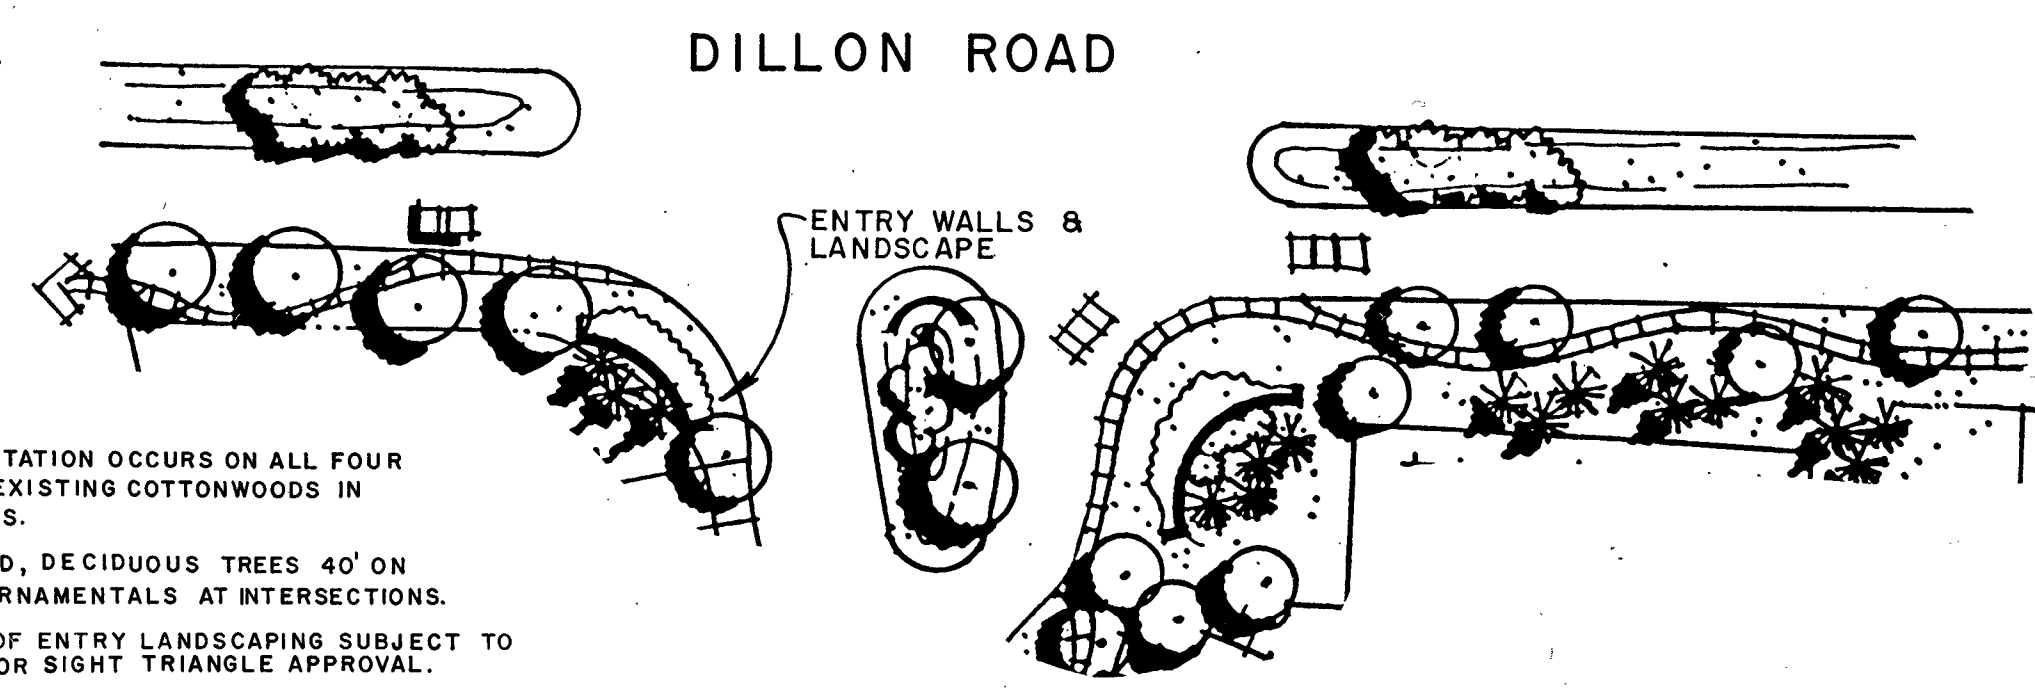 DILLON ROAD
ENTRY WALLS &
LANDSCAPE
TATION OCCURS ON ALL FOUR
EXISTING COTTONWOODS IN
S.
D, DECIDUOUS TREES 40' ON
RNAMENTALS AT INTERSECTIONS.
OF ENTRY LANDSCAPING SUBJECT TO
OR SIGHT TRIANGLE APPROVAL.